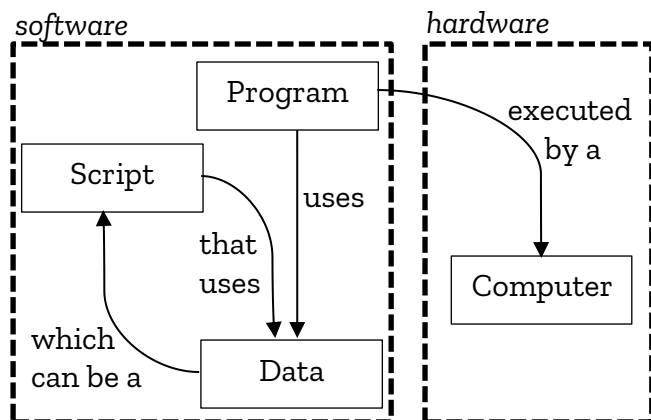 software
hardware
Program
executed
by a
Script
uses
that
uses
Computer
which
can be a
Data